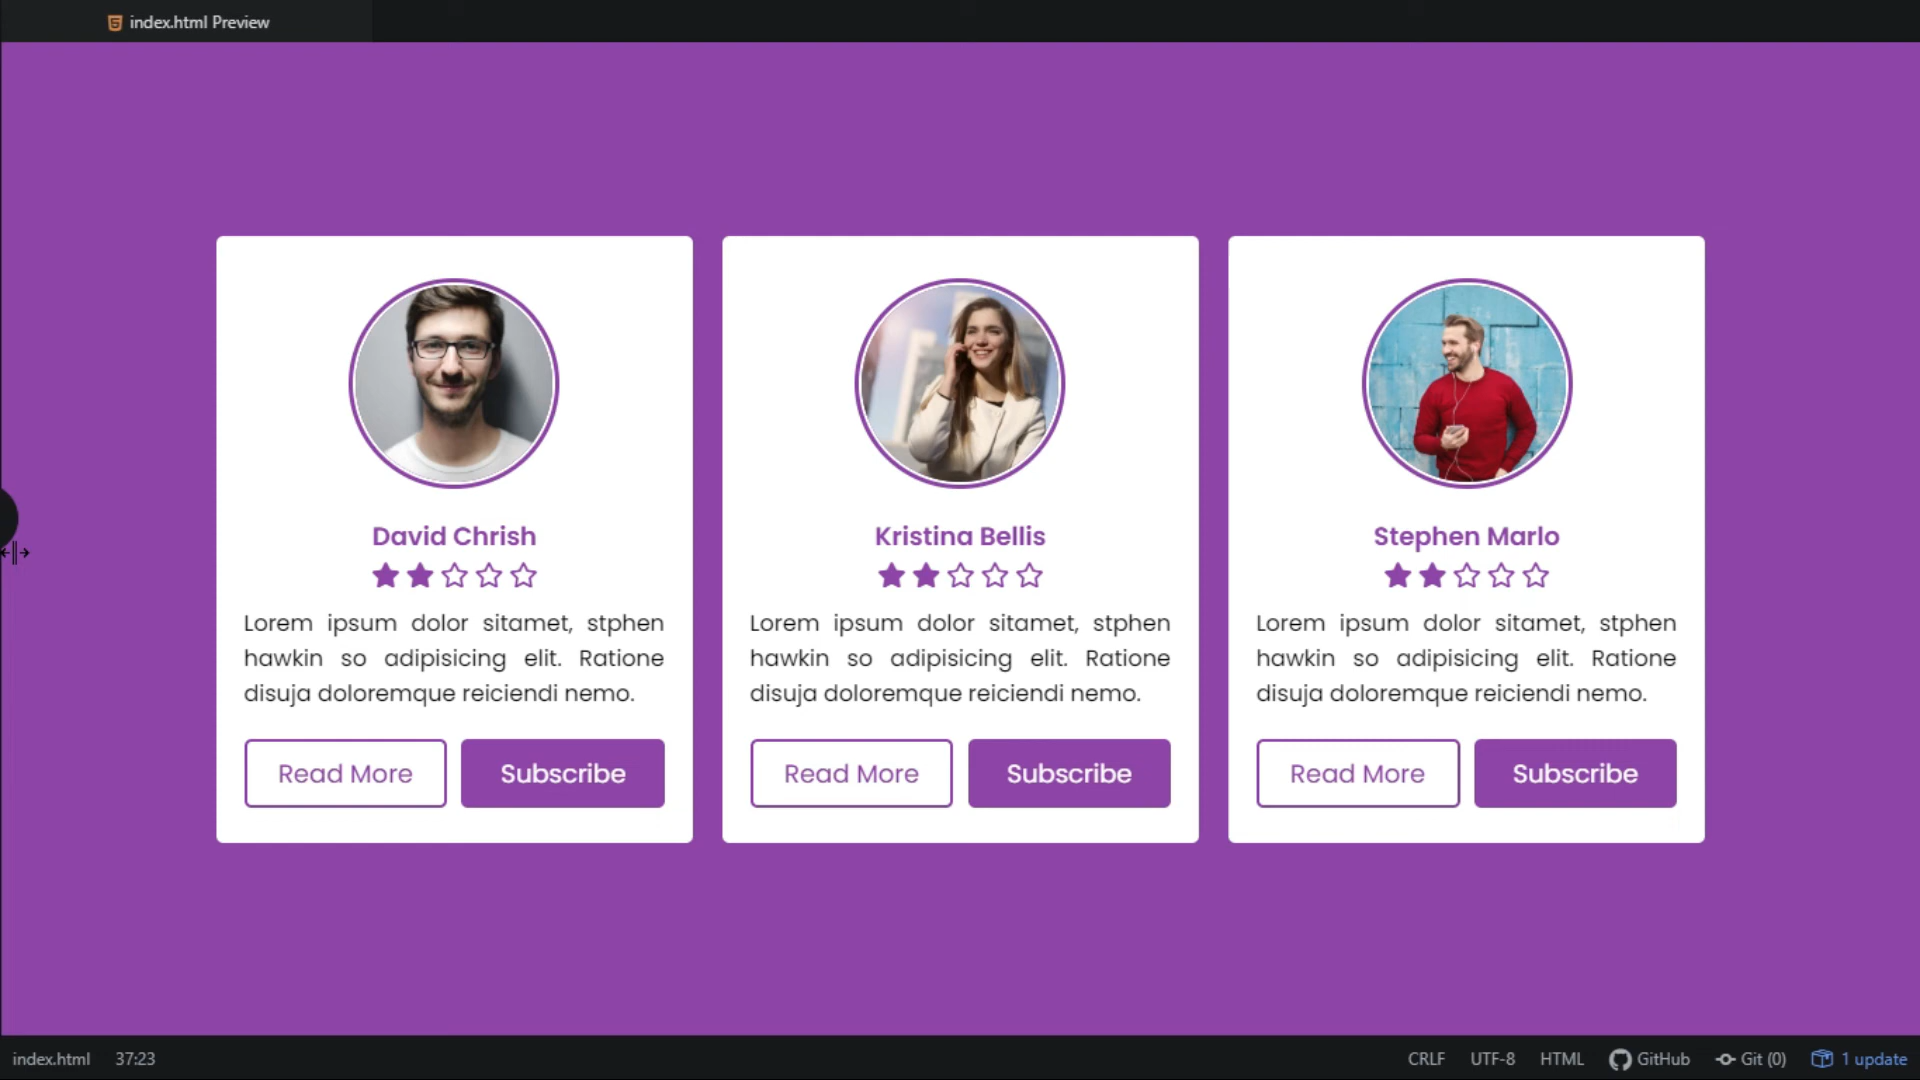 index.html Preview
David Chrish
Lorem ipsum dolor sitamet, stphen
hawkin so adipisicing elit. Ratione
disuja doloremque reiciendi nemo.
Read More
Subscribe
Kristina Bellis
Lorem ipsum dolor sitamet, stphen
hawkin so adipisicing elit. Ratione
disuja doloremque reiciendi nemo.
Read More
Subscribe
Stephen Marlo
Lorem ipsum dolor sitamet, stphen
hawkin so adipisicing elit. Ratione
disuja doloremque reiciendi nemo.
Read More
Subscribe
index.html 37:23 CRLF UTF-8 HTML GitHub Git (0) 1 update